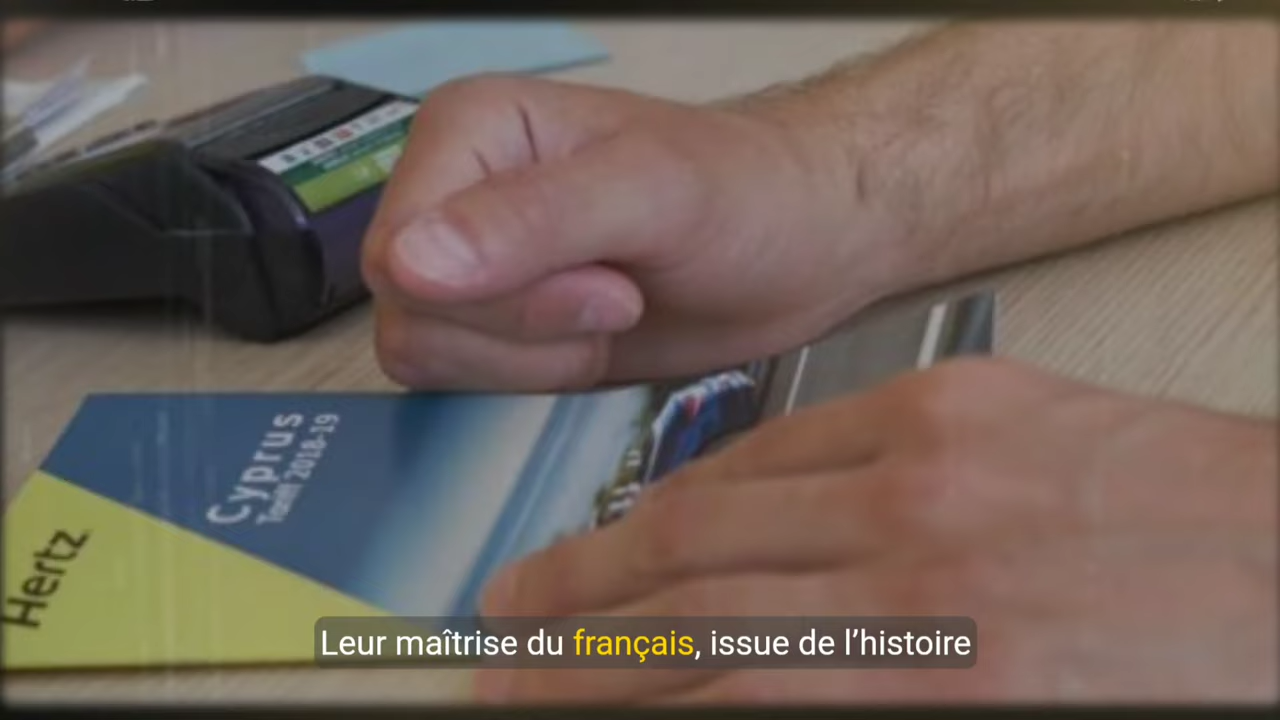 Cyprus
Tariff 2018-19
Hertz
Leur maîtrise du français, issue de l’histoire